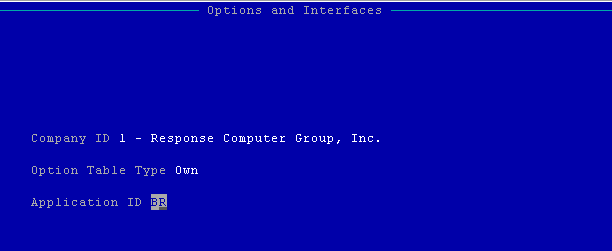 Options and Interfaces
Company ID 1 - Response Computer Group, Inc.
Option Table Type Own
Application ID BR